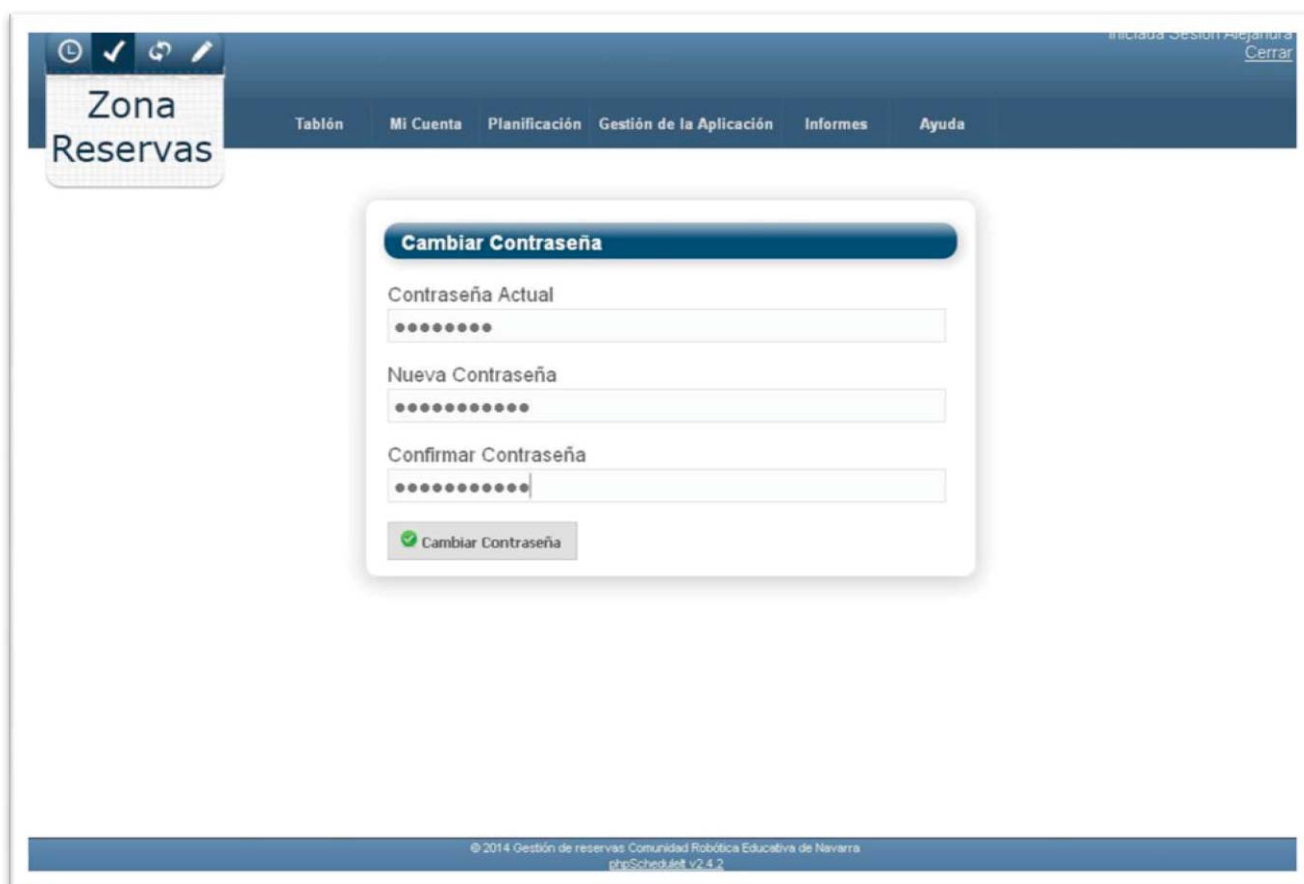 Iniciada Sesión Alejandra
Cerrar
Zona
Reservas
Tablón Mi Cuenta Planificación Gestión de la Aplicación Informes Ayuda
Cambiar Contraseña
Contraseña Actual
●●●●●●●●
Nueva Contraseña
●●●●●●●●●●●
Confirmar Contraseña
●●●●●●●●●●●
Cambiar Contraseña
© 2014 Gestión de reservas Comunidad Robótica Educativa de Navarra
phpScheduleIt v2.4.2